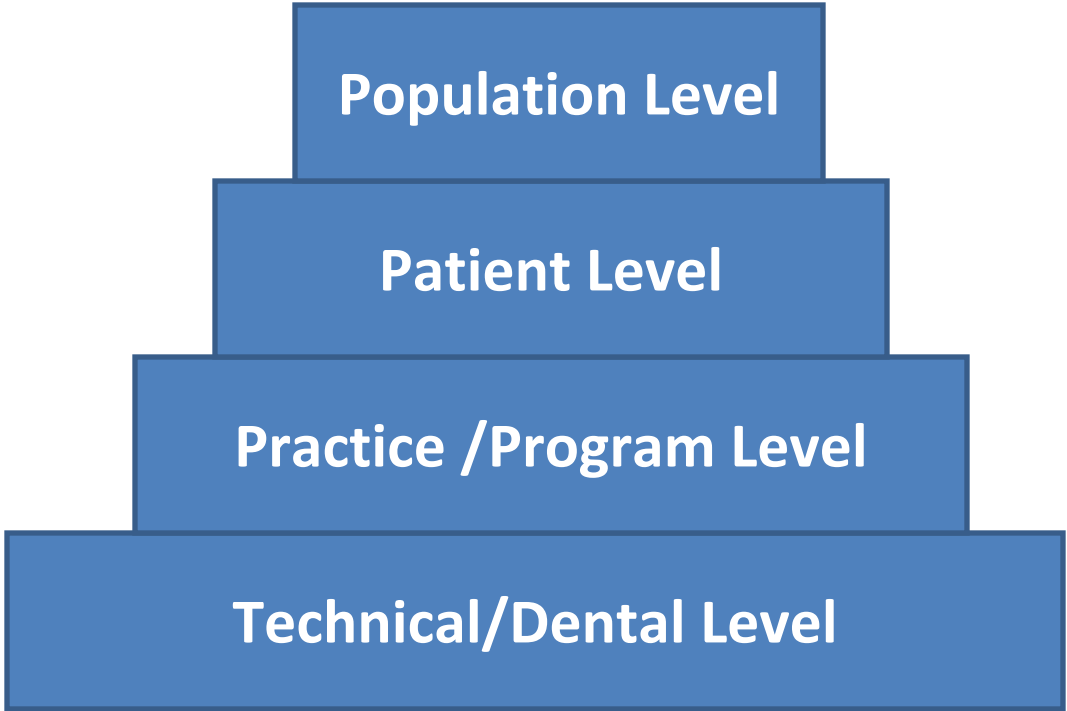 Population Level
Patient Level
Practice /Program Level
Technical/Dental Level